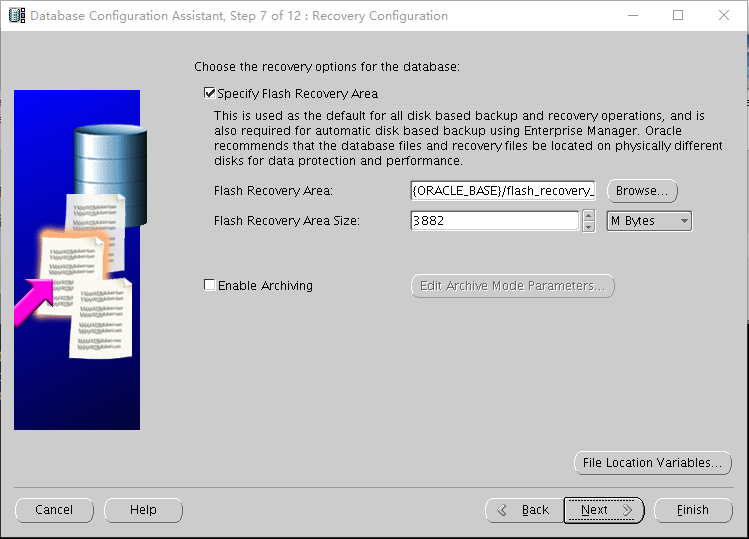 Database Configuration Assistant, Step 7 of 12 : Recovery Configuration
Choose the recovery options for the database:
Specify Flash Recovery Area
This is used as the default for all disk based backup and recovery operations, and is
also required for automatic disk based backup using Enterprise Manager. Oracle
recommends that the database files and recovery files be located on physically different
disks for data protection and performance.
Flash Recovery Area: {ORACLE_BASE}/flash_recovery_ Browse...
Flash Recovery Area Size: 3882 M Bytes
Enable Archiving Edit Archive Mode Parameters...
File Location Variables...
Cancel Help Back Next Finish